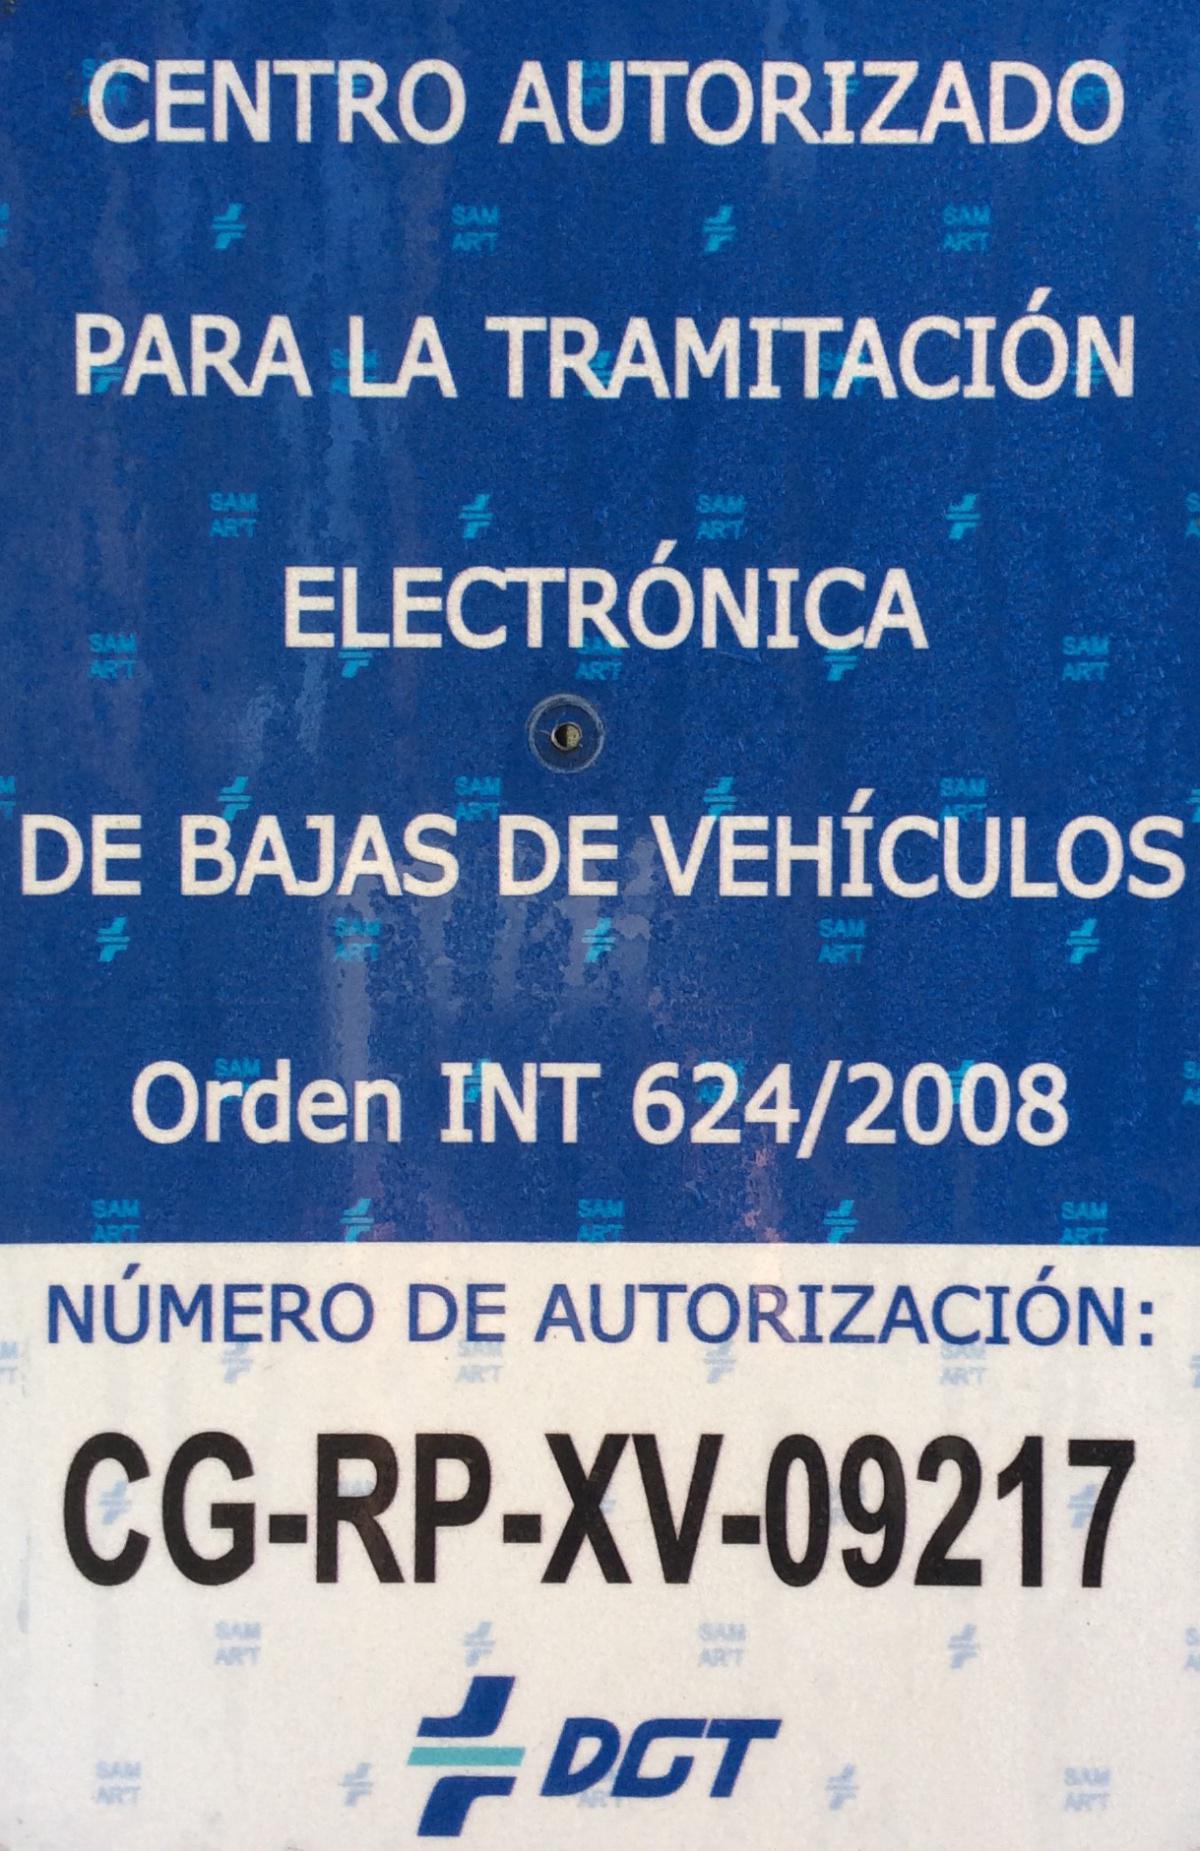 CENTRO AUTORIZADO
PARA LA TRAMITACIÓN
ELECTRÓNICA
DE BAJAS DE VEHÍCULOS
Orden INT 624/2008
NÚMERO DE AUTORIZACIÓN:
CG-RP-XV-09217
DGT